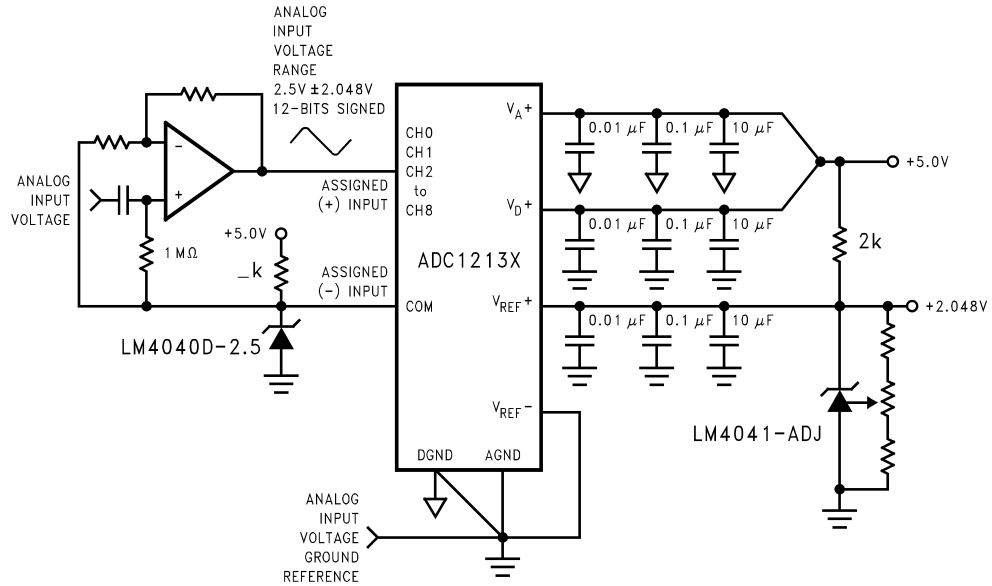 ANALOG
INPUT
VOLTAGE
RANGE
2.5V ±2.048V
12-BITS SIGNED
ANALOG
INPUT
VOLTAGE
−
+
1 MΩ
+5.0V
_k
LM4040D-2.5
ASSIGNED
(+) INPUT
ASSIGNED
(−) INPUT
CH0
CH1
CH2
to
CH8
ADC1213X
COM
VA+
VD+
VREF+
VREF−
DGND
AGND
0.01 μF
0.1 μF
10 μF
0.01 μF
0.1 μF
10 μF
0.01 μF
0.1 μF
10 μF
+5.0V
2k
+2.048V
LM4041-ADJ
ANALOG
INPUT
VOLTAGE
GROUND
REFERENCE